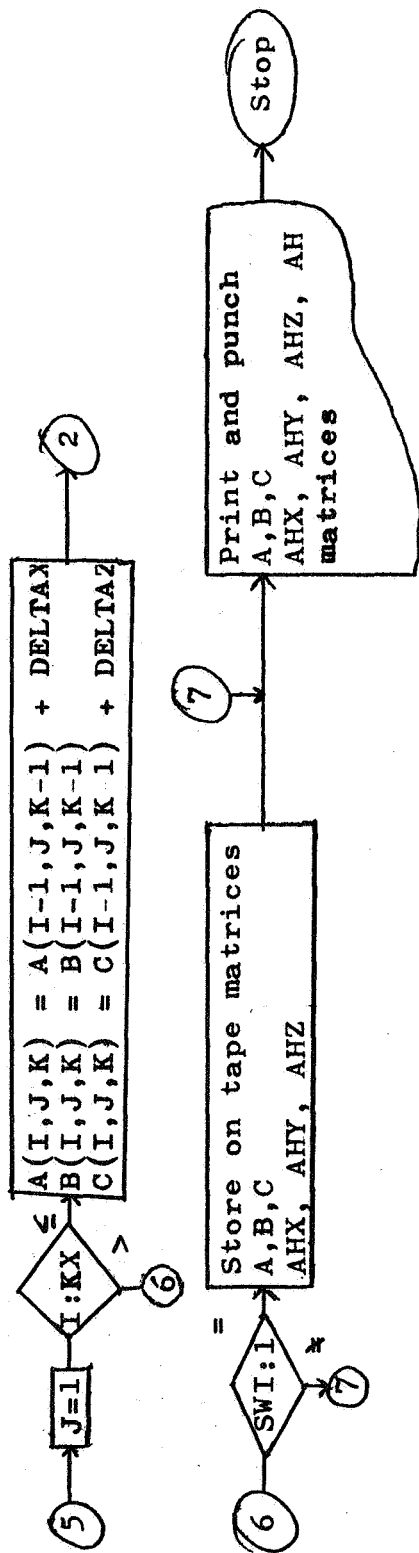 5
J=1
I:KX
≤
>
6
A(I,J,K) = A(I-1,J,K-1) + DELTAX
B(I,J,K) = B(I-1,J,K-1)
C(I,J,K) = C(I-1,J,K-1) + DELTAZ
2
6
SWI:1
=
≠
7
Store on tape matrices
A,B,C
AHX, AHY, AHZ
7
Print and punch
A,B,C
AHX, AHY, AHZ, AH
matrices
Stop